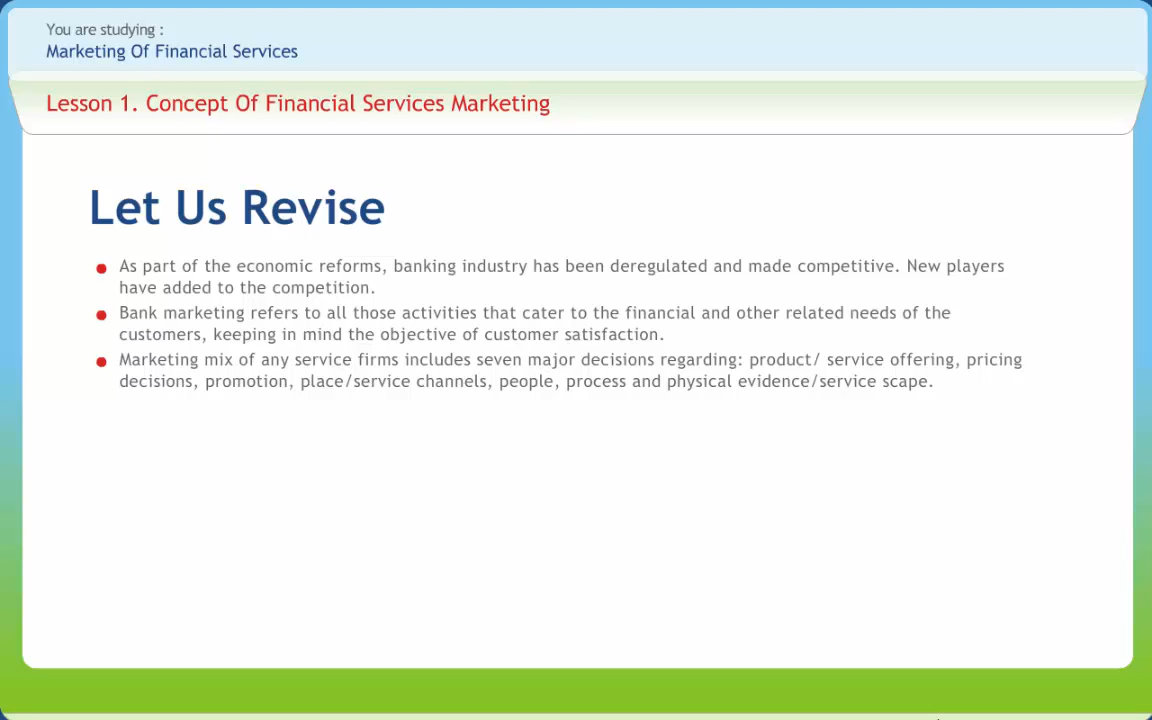 You are studying :
Marketing Of Financial Services
Lesson 1. Concept Of Financial Services Marketing
Let Us Revise
As part of the economic reforms, banking industry has been deregulated and made competitive. New players
have added to the competition.
Bank marketing refers to all those activities that cater to the financial and other related needs of the
customers, keeping in mind the objective of customer satisfaction.
Marketing mix of any service firms includes seven major decisions regarding: product/ service offering, pricing
decisions, promotion, place/service channels, people, process and physical evidence/service scape.